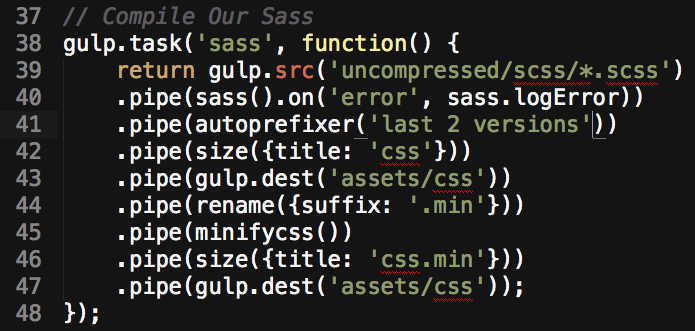 37 // Compile Our Sass
38 gulp.task('sass', function() {
39     return gulp.src('uncompressed/scss/*.scss')
40     .pipe(sass().on('error', sass.logError))
41     .pipe(autoprefixer('last 2 versions'))
42     .pipe(size({title: 'css'}))
43     .pipe(gulp.dest('assets/css'))
44     .pipe(rename({suffix: '.min'}))
45     .pipe(minifycss())
46     .pipe(size({title: 'css.min'}))
47     .pipe(gulp.dest('assets/css'));
48 });